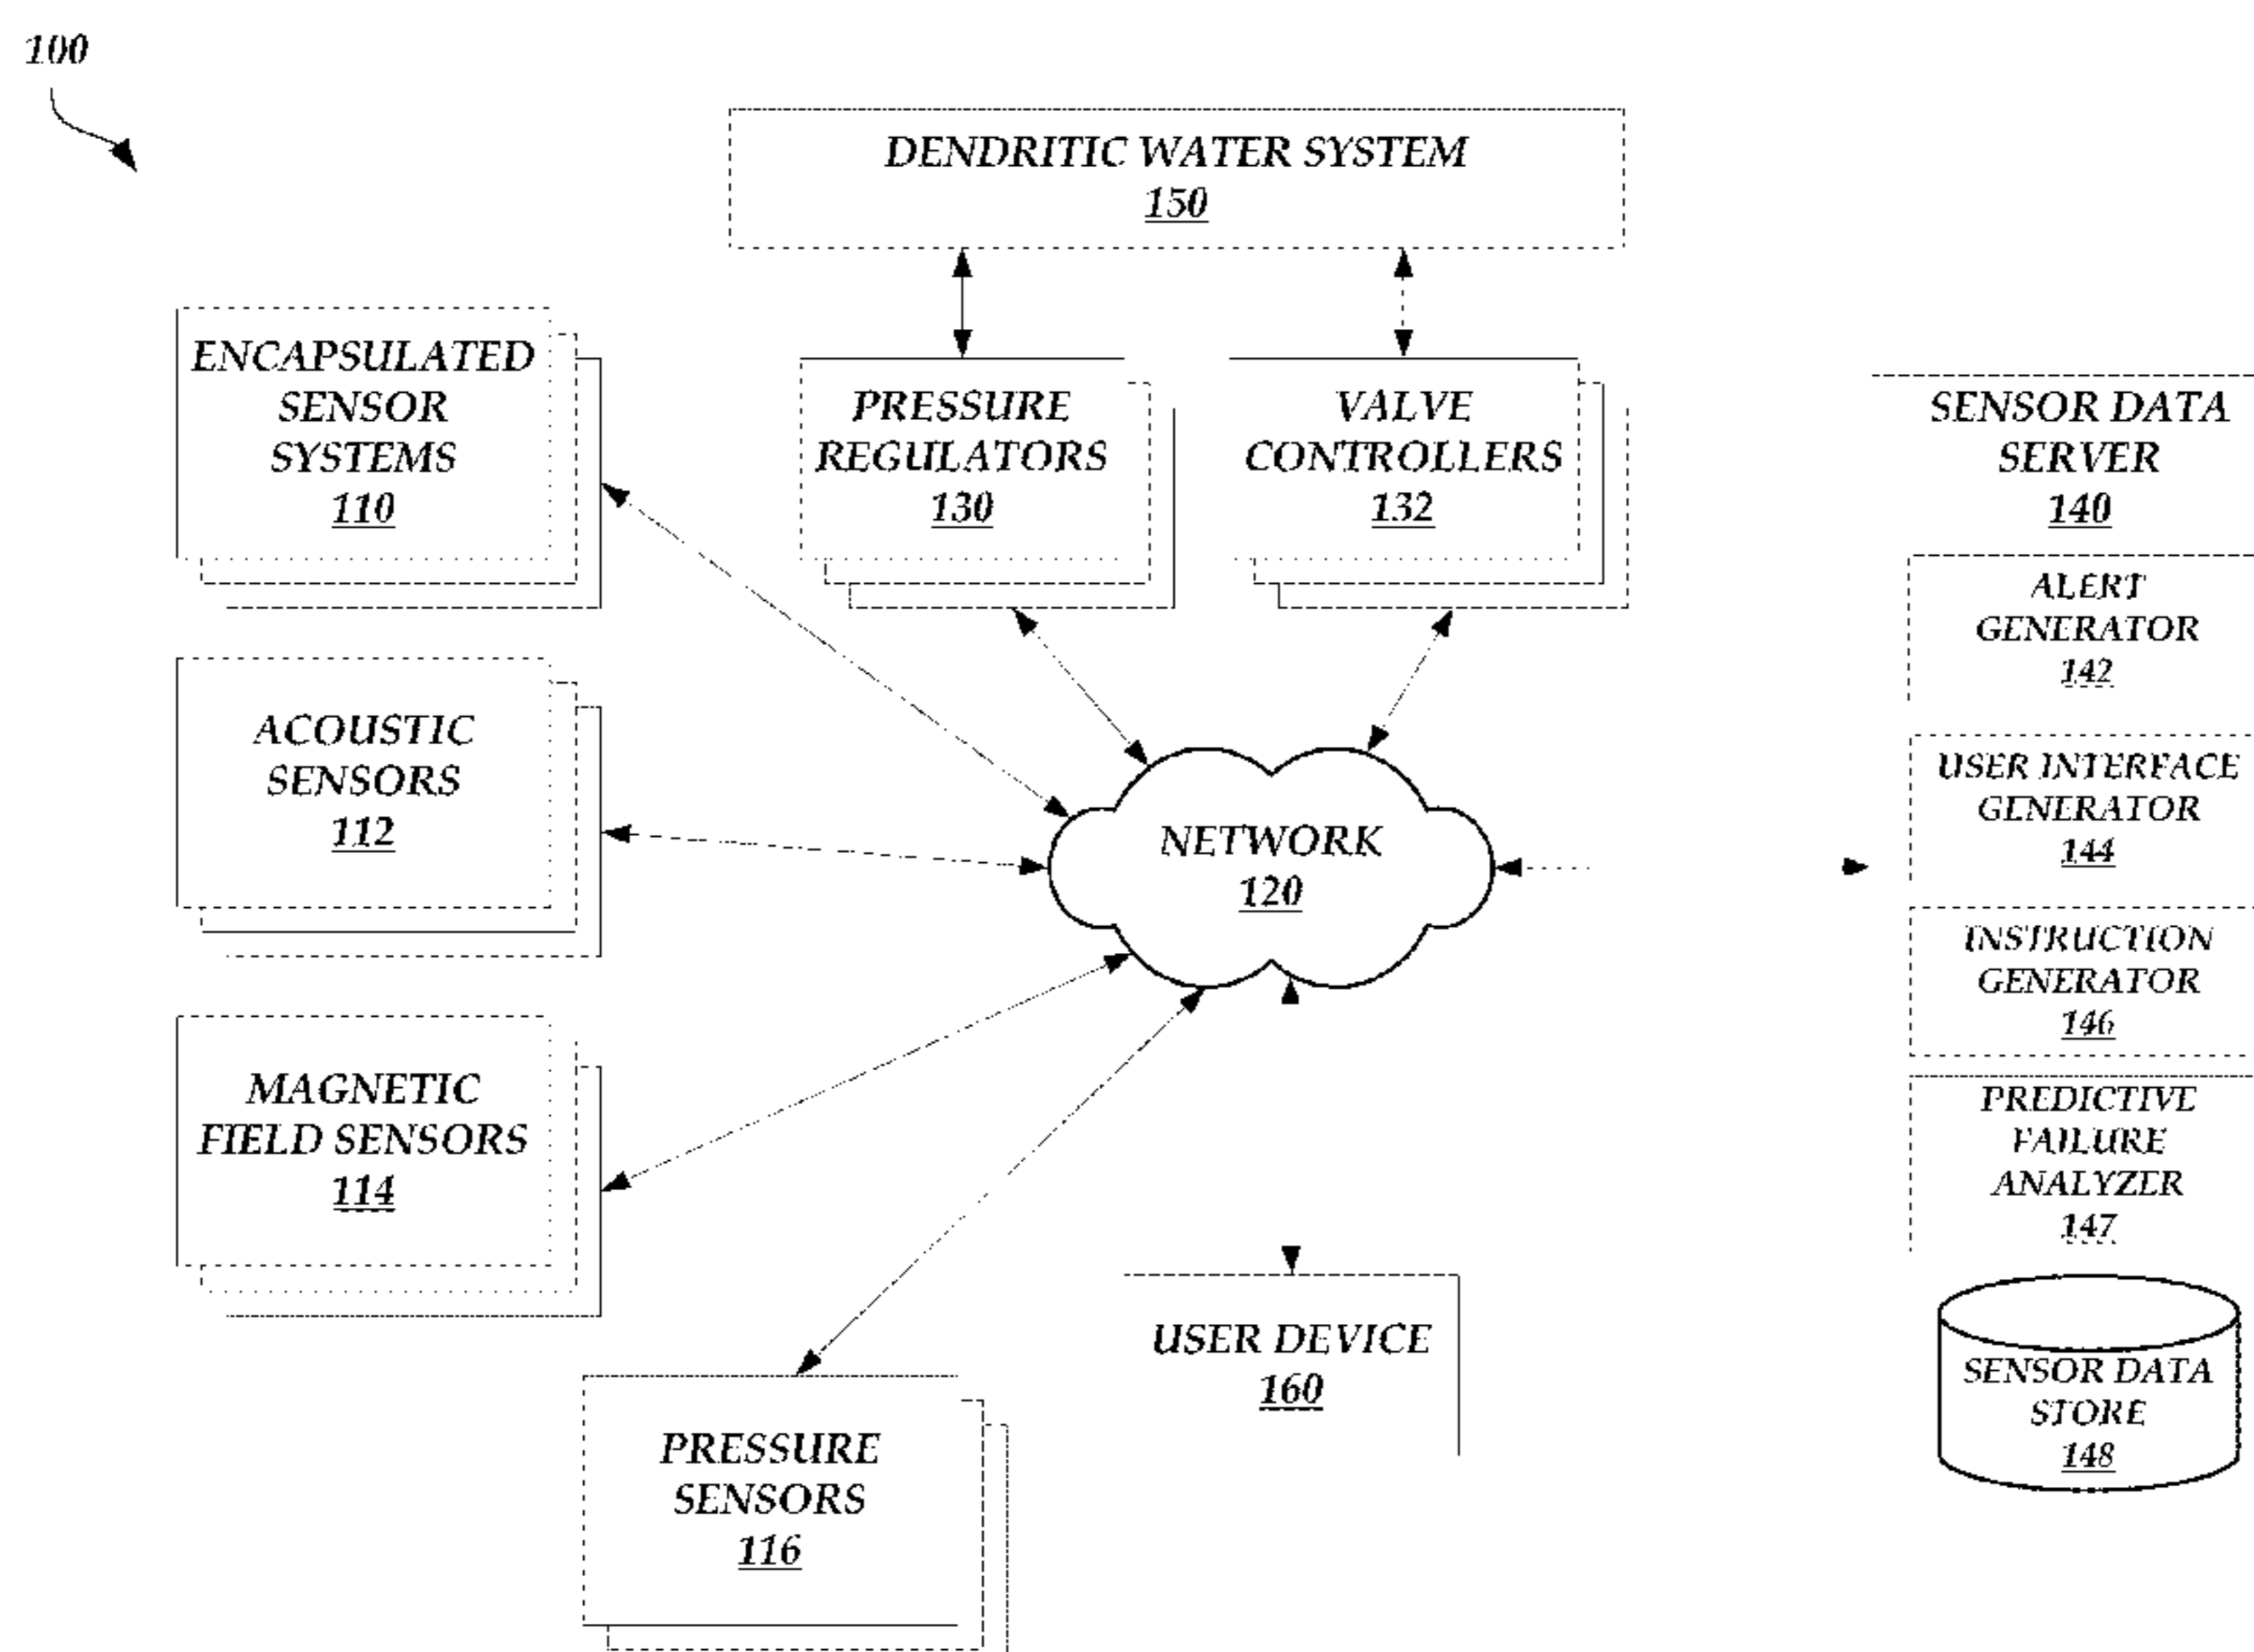 100
DENDRITIC WATER SYSTEM
150
ENCAPSULATED
SENSOR
SYSTEMS
110
PRESSURE
REGULATORS
130
VALVE
CONTROLLERS
132
SENSOR DATA
SERVER
140
ALERT
GENERATOR
142
USER INTERFACE
GENERATOR
144
INSTRUCTION
GENERATOR
146
PREDICTIVE
FAILURE
ANALYZER
147
SENSOR DATA
STORE
148
ACOUSTIC
SENSORS
112
NETWORK
120
MAGNETIC
FIELD SENSORS
114
PRESSURE
SENSORS
116
USER DEVICE
160